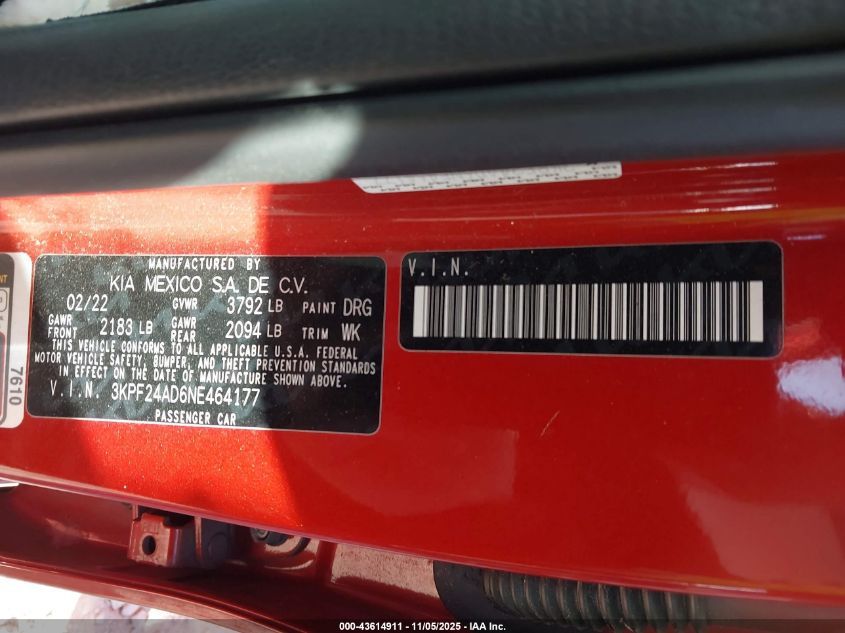 MANUFACTURED BY
KIA MEXICO S.A. DE C.V.
02/22 GVWR 3792 LB PAINT DRG
GAWR FRONT 2183 LB GAWR REAR 2094 LB TRIM WK
THIS VEHICLE CONFORMS TO ALL APPLICABLE U.S.A. FEDERAL
MOTOR VEHICLE SAFETY, BUMPER, AND THEFT PREVENTION STANDARDS
IN EFFECT ON THE DATE OF MANUFACTURE SHOWN ABOVE.
V.I.N. 3KPF24AD6NE464177
PASSENGER CAR
V.I.N.
7610
000-43614911 - 11/05/2025 - IAA Inc.